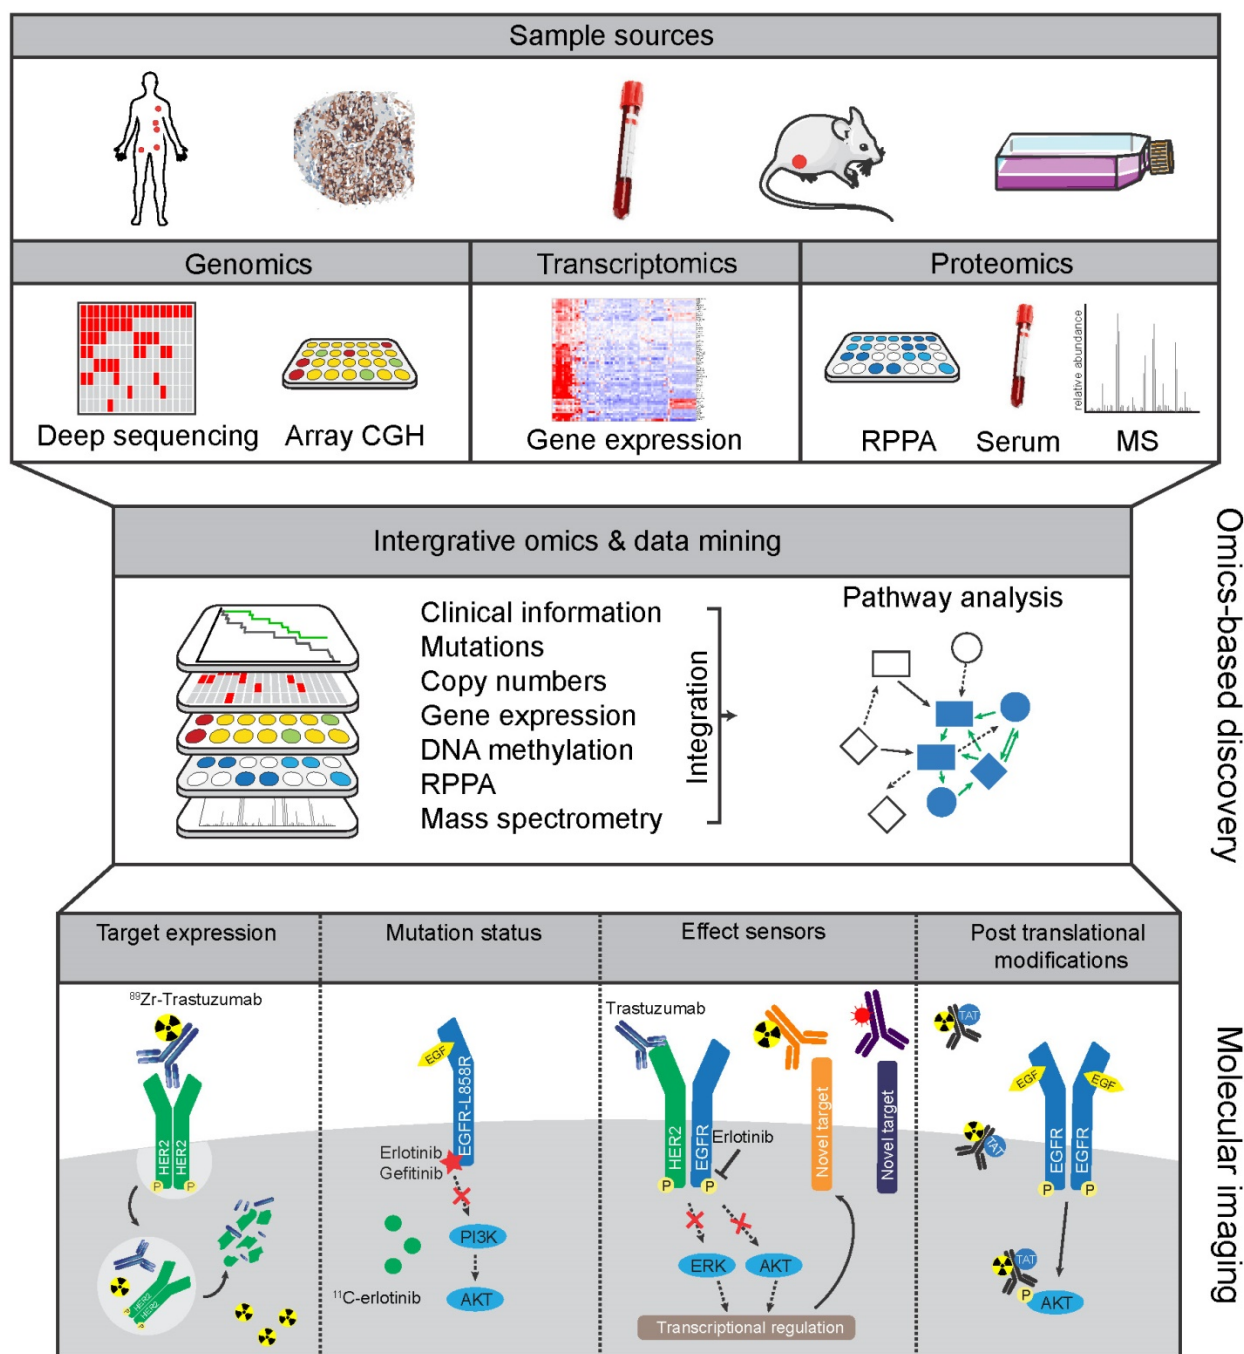 Sample sources
Genomics
Transcriptomics
Proteomics
relative abundance
Deep sequencing
Array CGH
Gene expression
RPPA
Serum
MS
Omics-based discovery
Intergrative omics & data mining
Clinical information
Mutations
Copy numbers
Gene expression
DNA methylation
RPPA
Mass spectrometry
Integration
Pathway analysis
Molecular imaging
Target expression
Mutation status
Effect sensors
Post translational
modifications
89Zr-Trastuzumab
HER2
HER2
P
P
HER2
HER2
P
EGF
EGFR-L858R
Erlotinib
Gefitinib
PI3K
AKT
11C-erlotinib
Trastuzumab
HER2
EGFR
Erlotinib
P
P
ERK
AKT
Transcriptional regulation
Novel target
Novel target
TAT
TAT
EGF
EGF
EGFR
EGFR
P
P
TAT
P
AKT